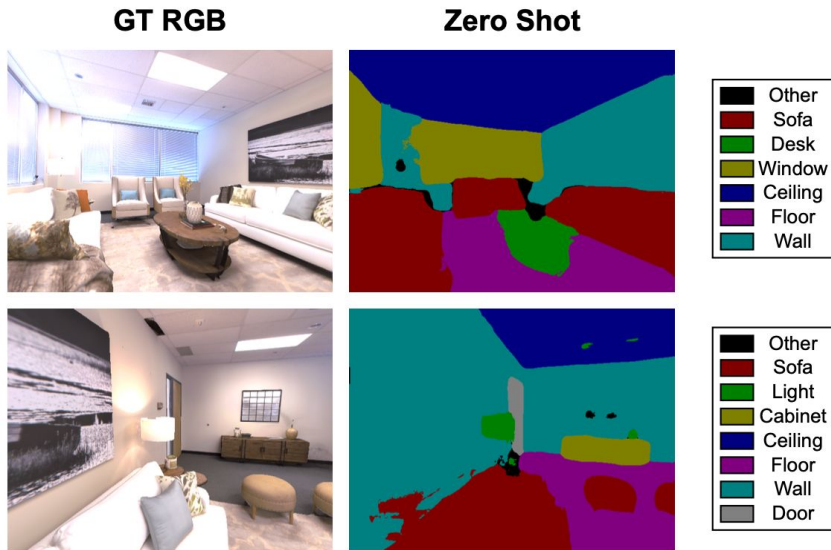 GT RGB
Zero Shot
Other
Sofa
Desk
Window
Ceiling
Floor
Wall
Other
Sofa
Light
Cabinet
Ceiling
Floor
Wall
Door